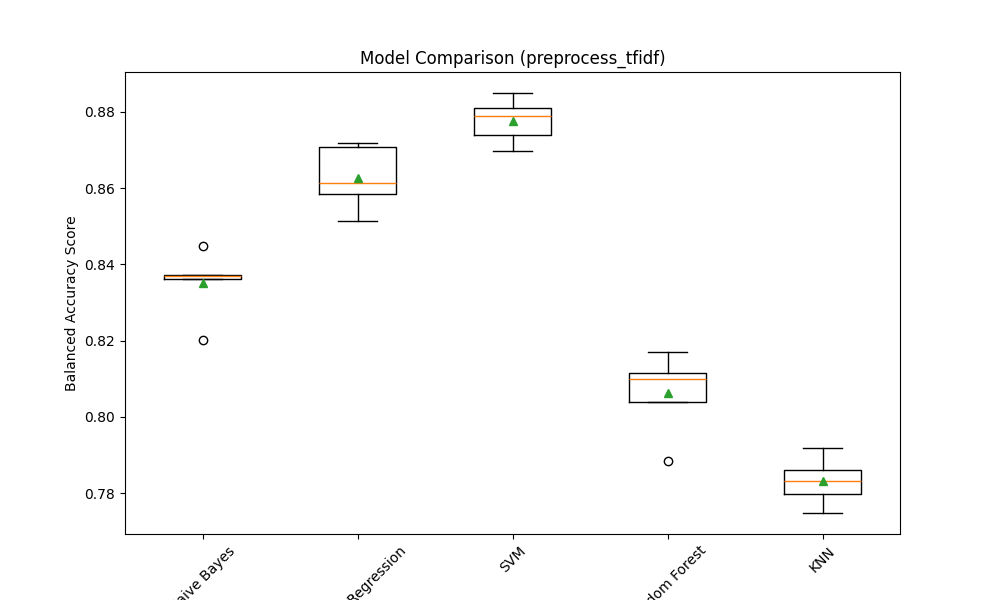 Model Comparison (preprocess_tfidf)
Balanced Accuracy Score
0.88
0.86
0.84
0.82
0.80
0.78
aive Bayes
Regression
SVM
dom Forest
KNN